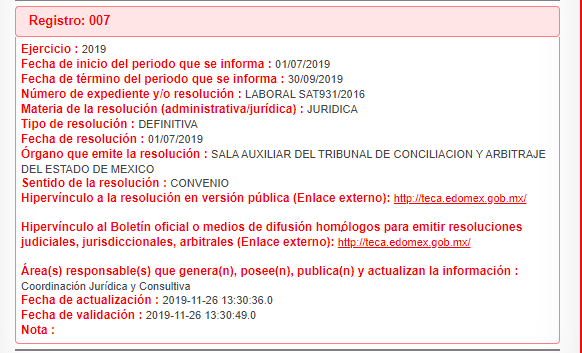 Registro: 007
Ejercicio : 2019
Fecha de inicio del periodo que se informa : 01/07/2019
Fecha de término del periodo que se informa : 30/09/2019
Número de expediente y/o resolución : LABORAL SAT931/2016
Materia de la resolución (administrativa/jurídica) : JURIDICA
Tipo de resolución : DEFINITIVA
Fecha de resolución : 01/07/2019
Órgano que emite la resolución : SALA AUXILIAR DEL TRIBUNAL DE CONCILIACION Y ARBITRAJE
DEL ESTADO DE MEXICO
Sentido de la resolución : CONVENIO
Hipervínculo a la resolución en versión pública (Enlace externo): http://teca.edomex.gob.mx/
Hipervínculo al Boletín oficial o medios de difusión homólogos para emitir resoluciones
judiciales, jurisdiccionales, arbitrales (Enlace externo): http://teca.edomex.gob.mx/
Área(s) responsable(s) que genera(n), posee(n), publica(n) y actualizan la información :
Coordinación Jurídica y Consultiva
Fecha de actualización : 2019-11-26 13:30:36.0
Fecha de validación : 2019-11-26 13:30:49.0
Nota :